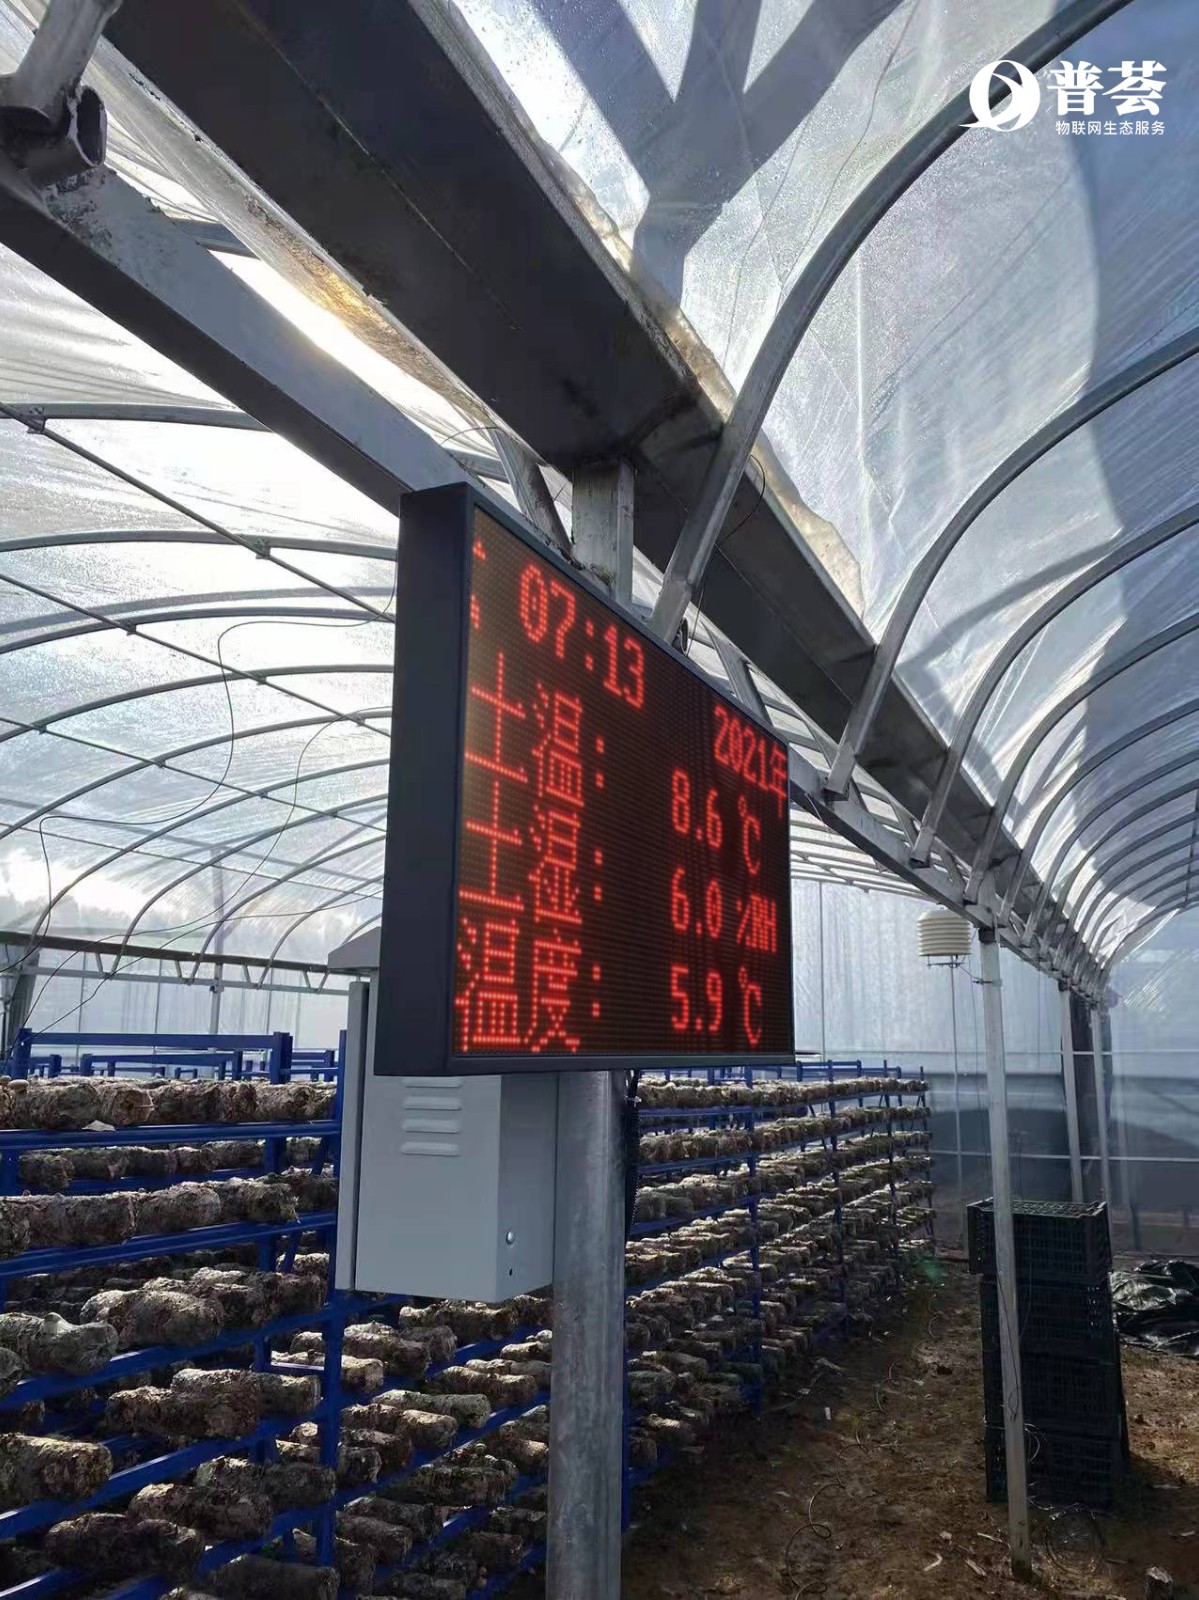 普荟
物联网生态服务
07:13
2021年
土温： 8.6 ℃
土湿： 6.0 %RH
温度： 5.9 ℃